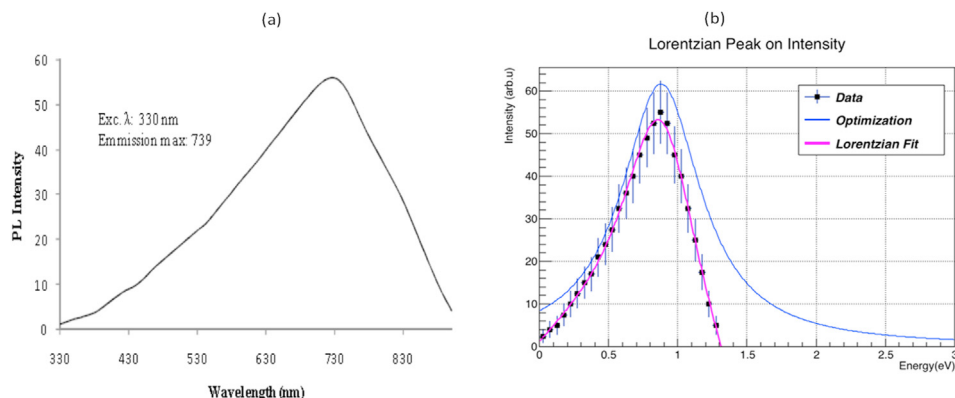 (a)
60
50
40
30
20
10
0
PL Intensity
Exc. λ: 330 nm
Emmission max: 739
330 430 530 630 730 830
Wavelength (nm)
(b)
Lorentzian Peak on Intensity
Intensity (arb.u)
60
50
40
30
20
10
0
Data
Optimization
Lorentzian Fit
0 0.5 1 1.5 2 2.5 3
Energy(eV)